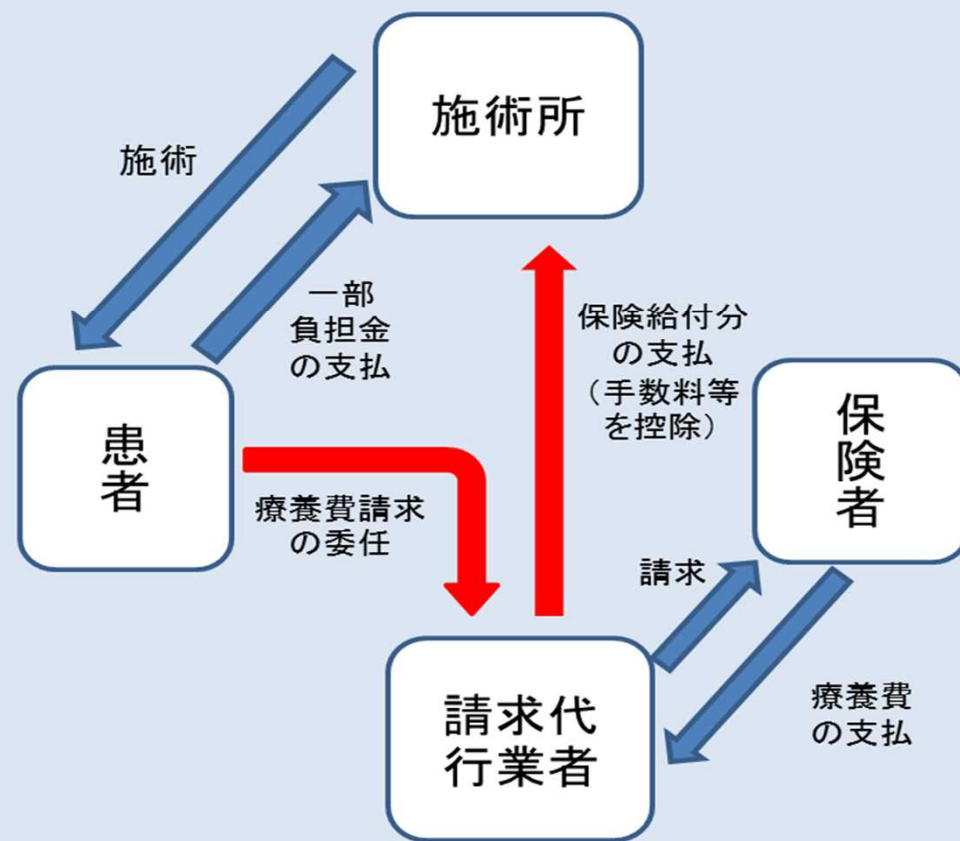 施術所
施術
一部
負担金
の支払
保険給付分
の支払
（手数料等
を控除）
患
者
保
険
者
療養費請求
の委任
請求
請求代
行業者
療養費
の支払